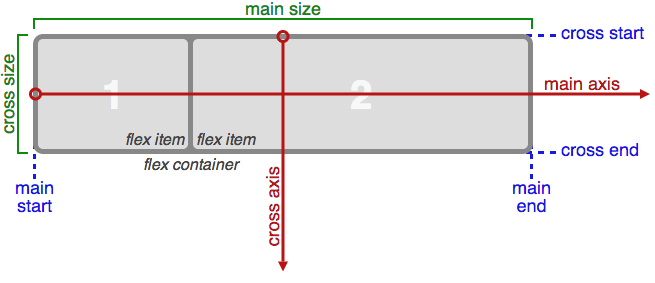 main size
cross start
cross size
1
2
main axis
flex item
flex item
cross end
flex container
main
start
cross axis
main
end